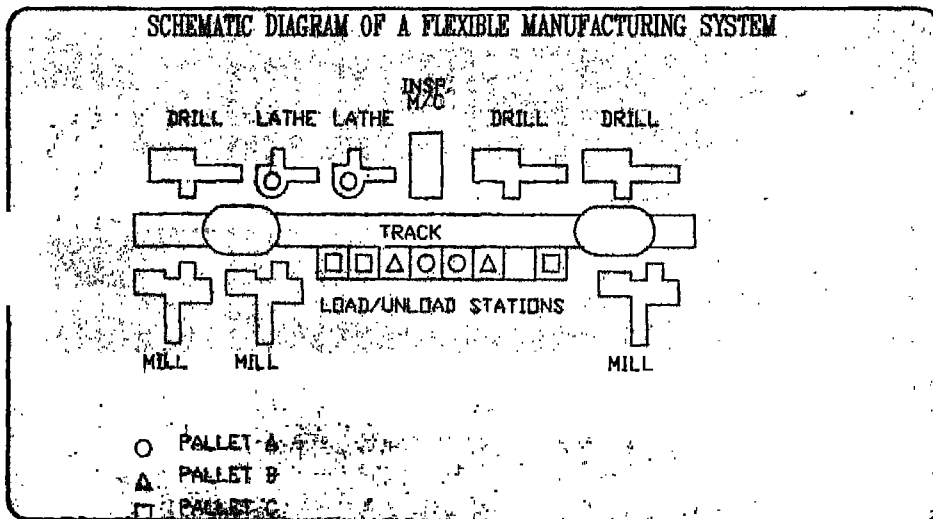 SCHEMATIC DIAGRAM OF A FLEXIBLE MANUFACTURING SYSTEM
INSP.
M/C
DRILL LATHE LATHE DRILL DRILL
TRACK
LOAD/UNLOAD STATIONS
MILL MILL MILL
PALLET A
PALLET B
PALLET C